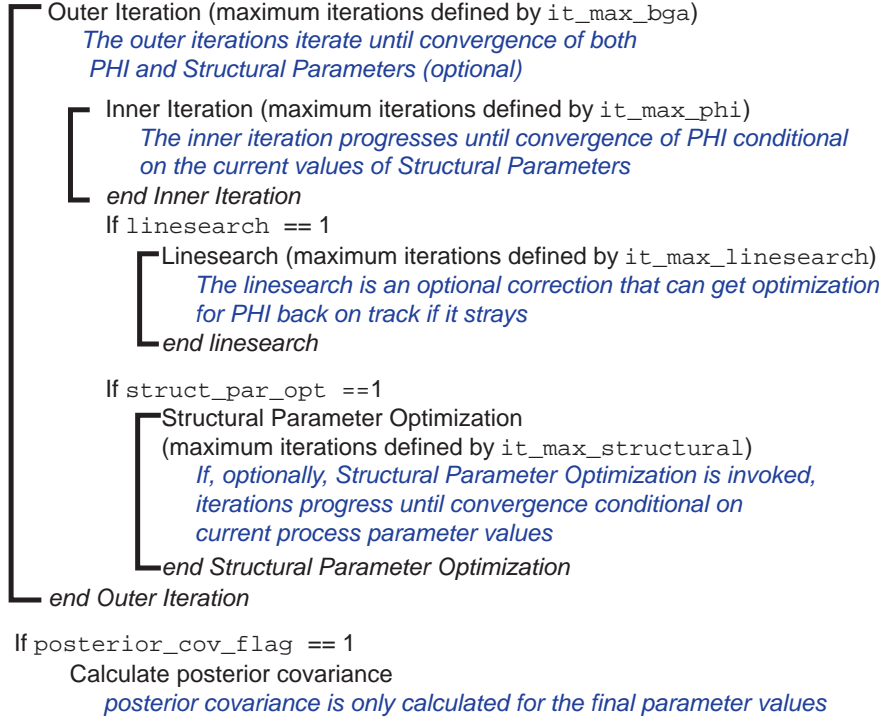 Outer Iteration (maximum iterations defined by it_max_bga)
The outer iterations iterate until convergence of both
PHI and Structural Parameters (optional)
Inner Iteration (maximum iterations defined by it_max_phi)
The inner iteration progresses until convergence of PHI conditional
on the current values of Structural Parameters
end Inner Iteration
If linesearch == 1
Linesearch (maximum iterations defined by it_max_linesearch)
The linesearch is an optional correction that can get optimization
for PHI back on track if it strays
end linesearch
If struct_par_opt ==1
Structural Parameter Optimization
(maximum iterations defined by it_max_structural)
If, optionally, Structural Parameter Optimization is invoked,
iterations progress until convergence conditional on
current process parameter values
end Structural Parameter Optimization
end Outer Iteration
If posterior_cov_flag == 1
Calculate posterior covariance
posterior covariance is only calculated for the final parameter values